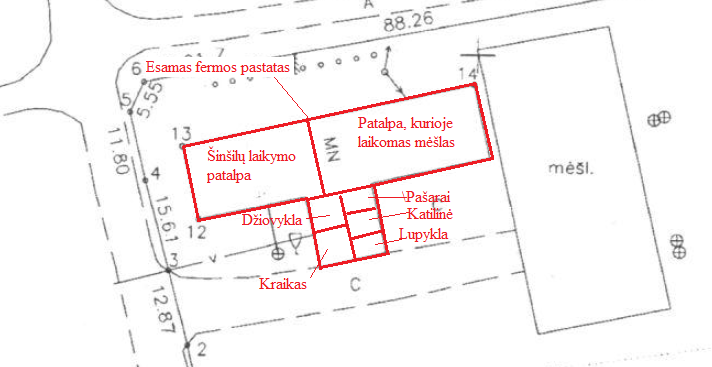 A
88.26
6
Esamas fermos pastatas
14
5
5.55
13
Patalpa, kurioje
laikomas mėšlas
11.80
MN
Šinšilų laikymo
patalpa
mėšl.
4
Pašarai
15.61
12
Džiovykla
Katilinė
Lupykla
v
3
Kraikas
C
12.87
2